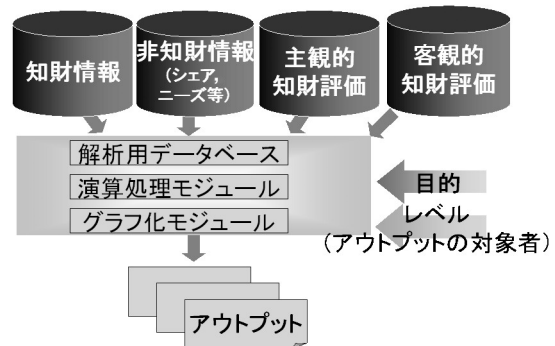 知財情報
非知財情報
(シェア,
ニーズ等)
主観的
知財評価
客観的
知財評価
解析用データベース
演算処理モジュール
グラフ化モジュール
目的
レベル
(アウトプットの対象者)
アウトプット